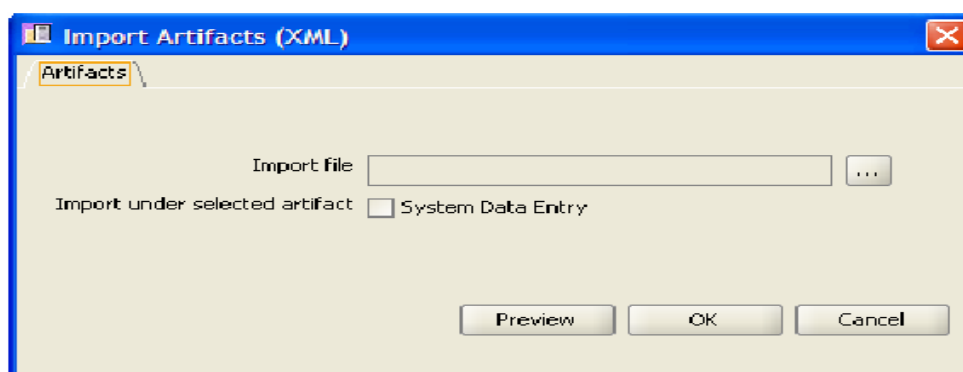 Import Artifacts (XML)
Artifacts
Import file
...
Import under selected artifact System Data Entry
Preview OK Cancel